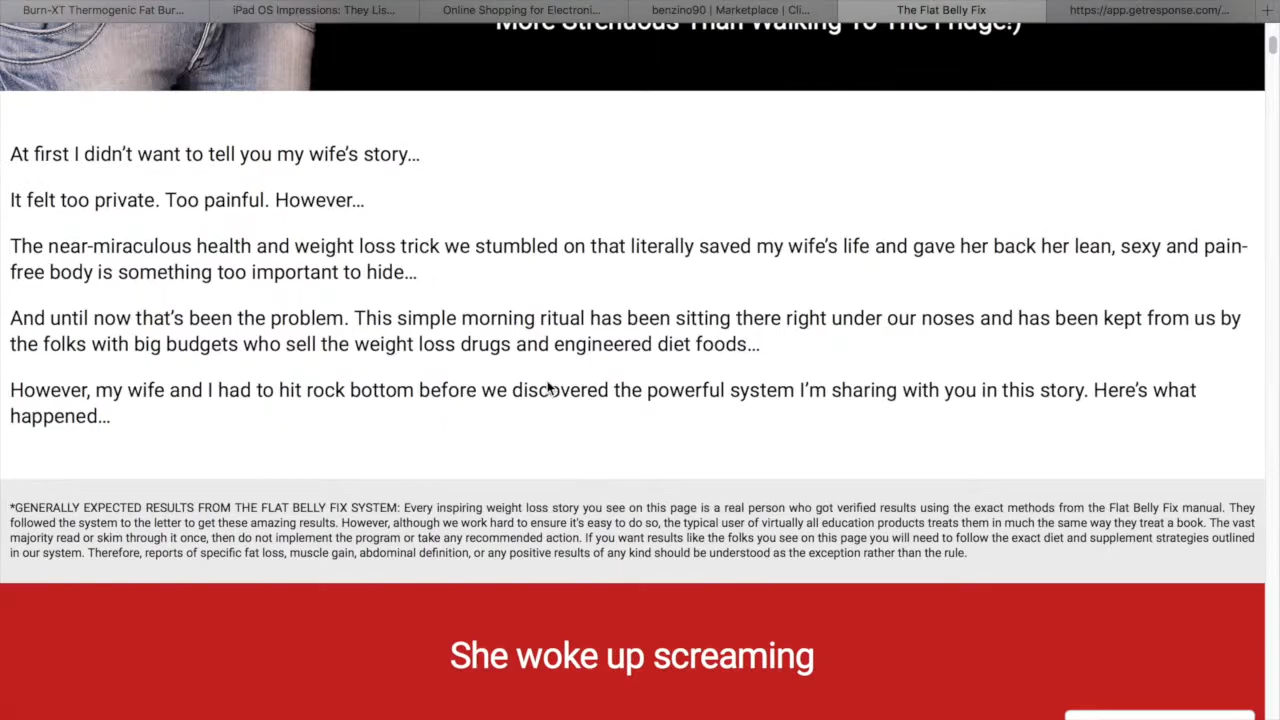 Burn-XT Thermogenic Fat Bur...
iPad OS Impressions: They Lis...
Online Shopping for Electroni...
benzino90 | Marketplace | Cli...
The Flat Belly Fix
https://app.getresponse.com/...
More Strenuous Than Walking To The Fridge!)
At first I didn’t want to tell you my wife’s story…
It felt too private. Too painful. However…
The near-miraculous health and weight loss trick we stumbled on that literally saved my wife’s life and gave her back her lean, sexy and pain-
free body is something too important to hide…
And until now that’s been the problem. This simple morning ritual has been sitting there right under our noses and has been kept from us by
the folks with big budgets who sell the weight loss drugs and engineered diet foods…
However, my wife and I had to hit rock bottom before we discovered the powerful system I’m sharing with you in this story. Here’s what
happened…
*GENERALLY EXPECTED RESULTS FROM THE FLAT BELLY FIX SYSTEM: Every inspiring weight loss story you see on this page is a real person who got verified results using the exact methods from the Flat Belly Fix manual. They
followed the system to the letter to get these amazing results. However, although we work hard to ensure it's easy to do so, the typical user of virtually all education products treats them in much the same way they treat a book. The vast
majority read or skim through it once, then do not implement the program or take any recommended action. If you want results like the folks you see on this page you will need to follow the exact diet and supplement strategies outlined
in our system. Therefore, reports of specific fat loss, muscle gain, abdominal definition, or any positive results of any kind should be understood as the exception rather than the rule.
She woke up screaming